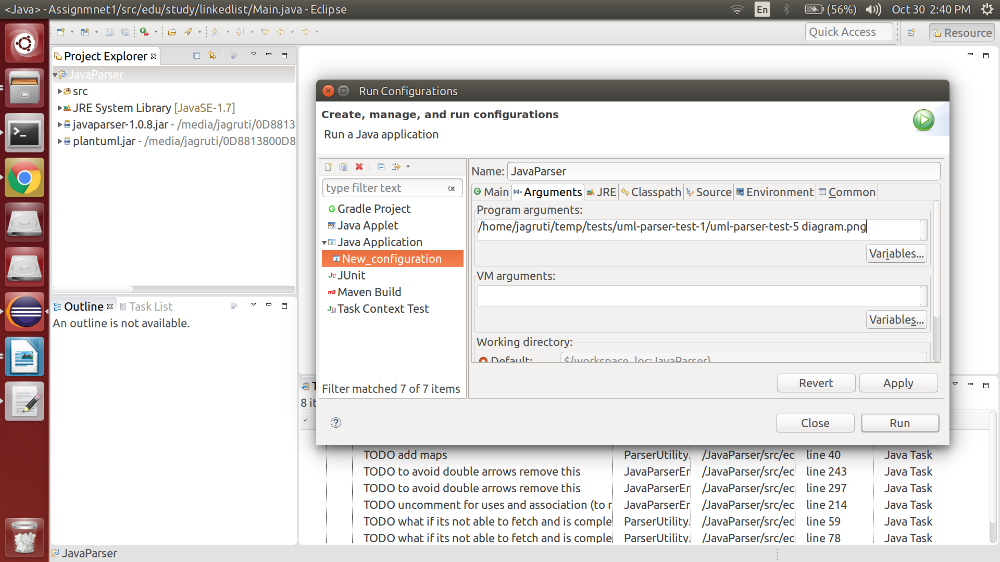 <Java> - Assignmnet1/src/edu/study/linkedlist/Main.java - Eclipse
En
(56%)
Oct 30 2:40 PM
Quick Access
Resource
Project Explorer
JavaParser
src
JRE System Library [JavaSE-1.7]
javaparser-1.0.8.jar - /media/jagruti/0D8813
plantuml.jar - /media/jagruti/0D8813800D8
Outline
Task List
An outline is not available.
Run Configurations
Create, manage, and run configurations
Run a Java application
type filter text
Gradle Project
Java Applet
Java Application
New_configuration
JUnit
Maven Build
Task Context Test
Filter matched 7 of 7 items
Name: JavaParser
Main
Arguments
JRE
Classpath
Source
Environment
Common
Program arguments:
/home/jagruti/temp/tests/uml-parser-test-1/uml-parser-test-5 diagram.png
Variables...
VM arguments:
Variables...
Working directory:
Default: ${workspace_loc:JavaParser}
Revert
Apply
Close
Run
8 it
TODO add maps ParserUtility. /JavaParser/src/ed line 40 Java Task
TODO to avoid double arrows remove this JavaParserEr /JavaParser/src/ed line 243 Java Task
TODO to avoid double arrows remove this JavaParserEr /JavaParser/src/ed line 297 Java Task
TODO uncomment for uses and association (to r JavaParserEr /JavaParser/src/ed line 214 Java Task
TODO what if its not able to fetch and is comple ParserUtility. /JavaParser/src/ed line 59 Java Task
TODO what if its not able to fetch and is comple ParserUtility. /JavaParser/src/ed line 78 Java Task
JavaParser